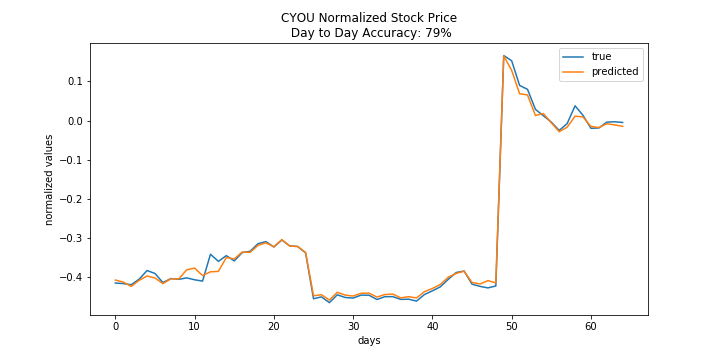 CYOU Normalized Stock Price
Day to Day Accuracy: 79%
true
predicted
normalized values
0.1
0.0
−0.1
−0.2
−0.3
−0.4
0
10
20
30
40
50
60
days